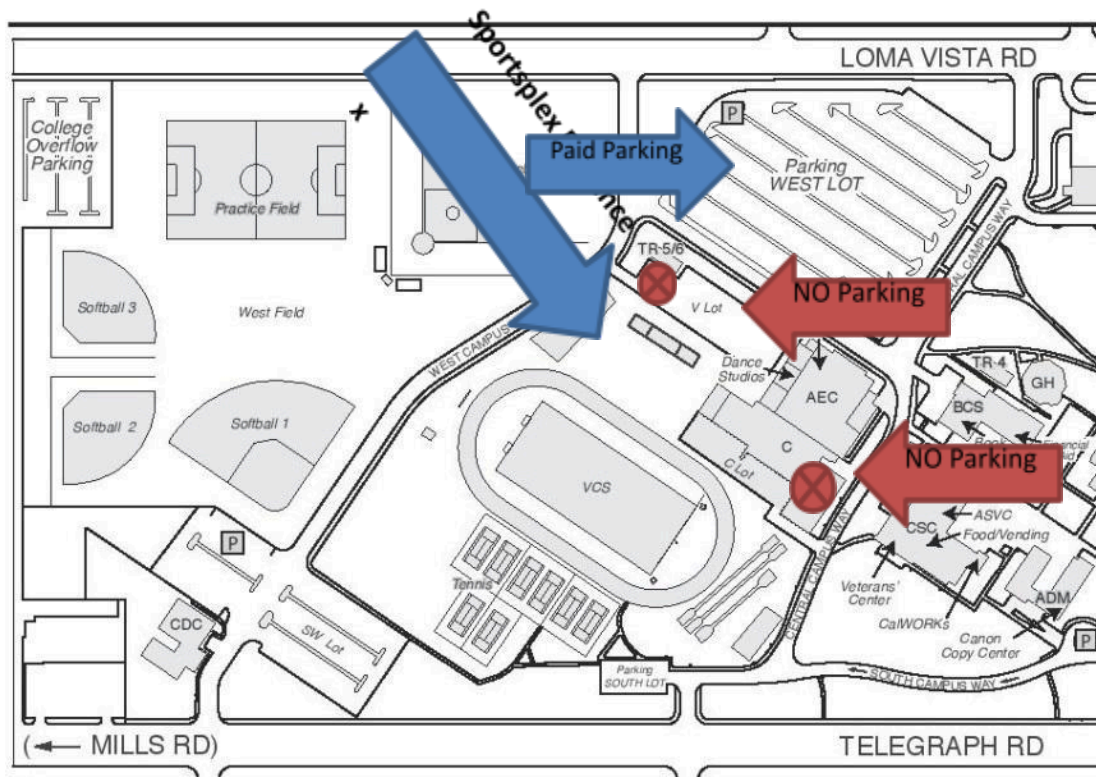 LOMA VISTA RD
x
Sportsplex
P
College
Overflow
Parking
Paid Parking
Parking
WEST LOT
Practice Field
TR-5/6
V Lot
NO Parking
Softball 3
West Field
WEST CAMPUS
Dance
Studios
AEC
TR-4
GH
BCS
Softball 2
Softball 1
C
C Lot
NO Parking
VCS
ASVC
CSC
Food/Vending
P
Tennis
CENTRAL CAMPUS WAY
Veterans'
Center
CalWORKs
ADM
Canon
Copy Center
P
CDC
SW Lot
Parking
SOUTH LOT
SOUTH CAMPUS WAY
(← MILLS RD)
TELEGRAPH RD